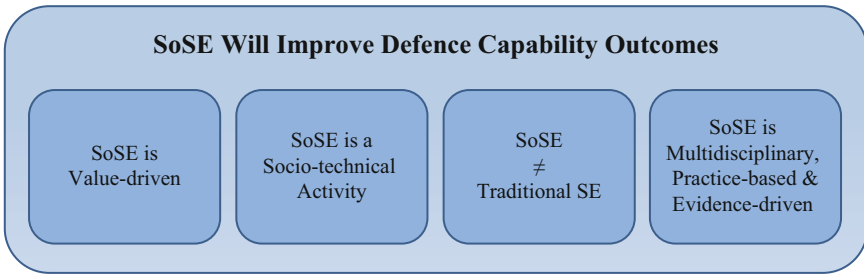 SoSE Will Improve Defence Capability Outcomes
SoSE is
Value-driven
SoSE is a
Socio-technical
Activity
SoSE
≠
Traditional SE
SoSE is
Multidisciplinary,
Practice-based &
Evidence-driven